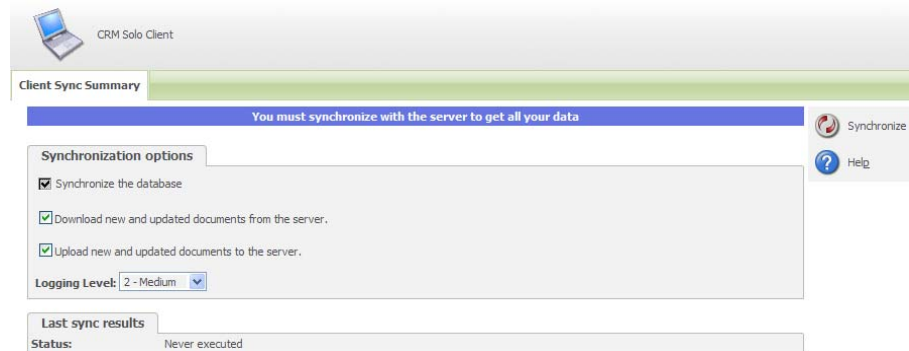 CRM Solo Client
Client Sync Summary
You must synchronize with the server to get all your data
Synchronize
Help
Synchronization options
Synchronize the database
Download new and updated documents from the server.
Upload new and updated documents to the server.
Logging Level: 2 - Medium
Last sync results
Status: Never executed